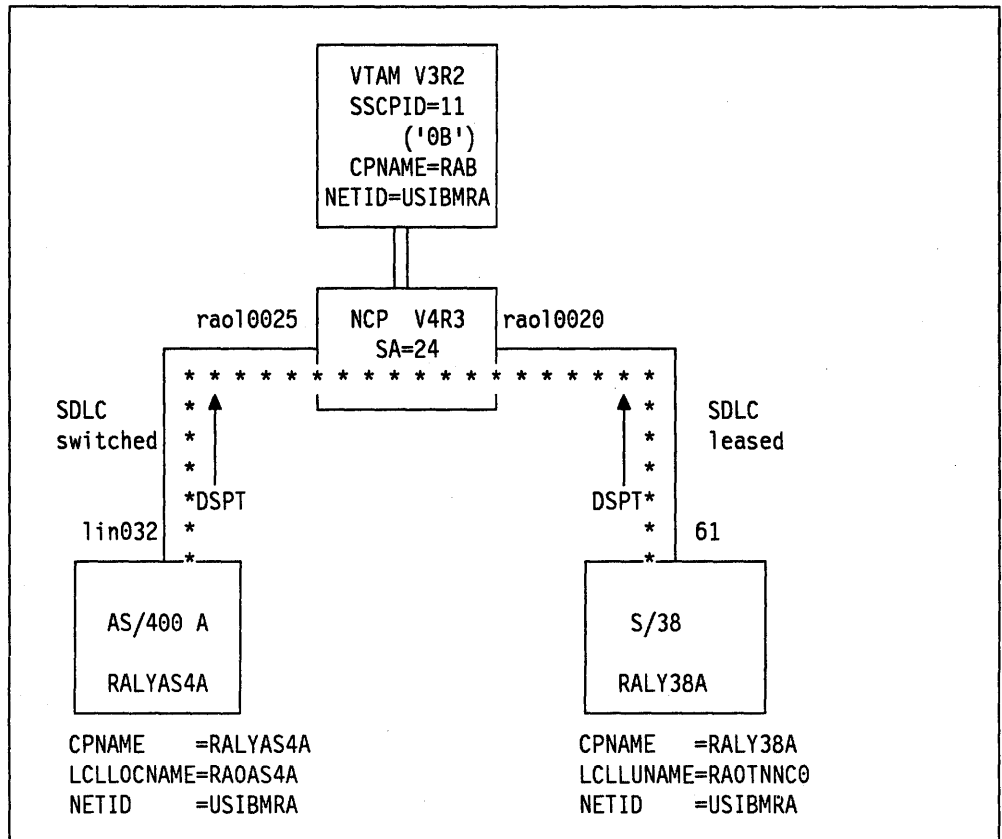 VTAM V3R2
SSCPID=11
('0B')
CPNAME=RAB
NETID=USIBMRA
raol0025
NCP V4R3
SA=24
raol0020
* * * * * * * * * * * * * * * * * * *
SDLC
switched
*
*
*
*
*DSPT
*
*
lin032
SDLC
leased
*
*
*
*
DSPT*
*
*
61
AS/400 A
RALYAS4A
S/38
RALY38A
CPNAME =RALYAS4A
LCLLOCNAME=RAOAS4A
NETID =USIBMRA
CPNAME =RALY38A
LCLLUNAME=RAOTNNC0
NETID =USIBMRA